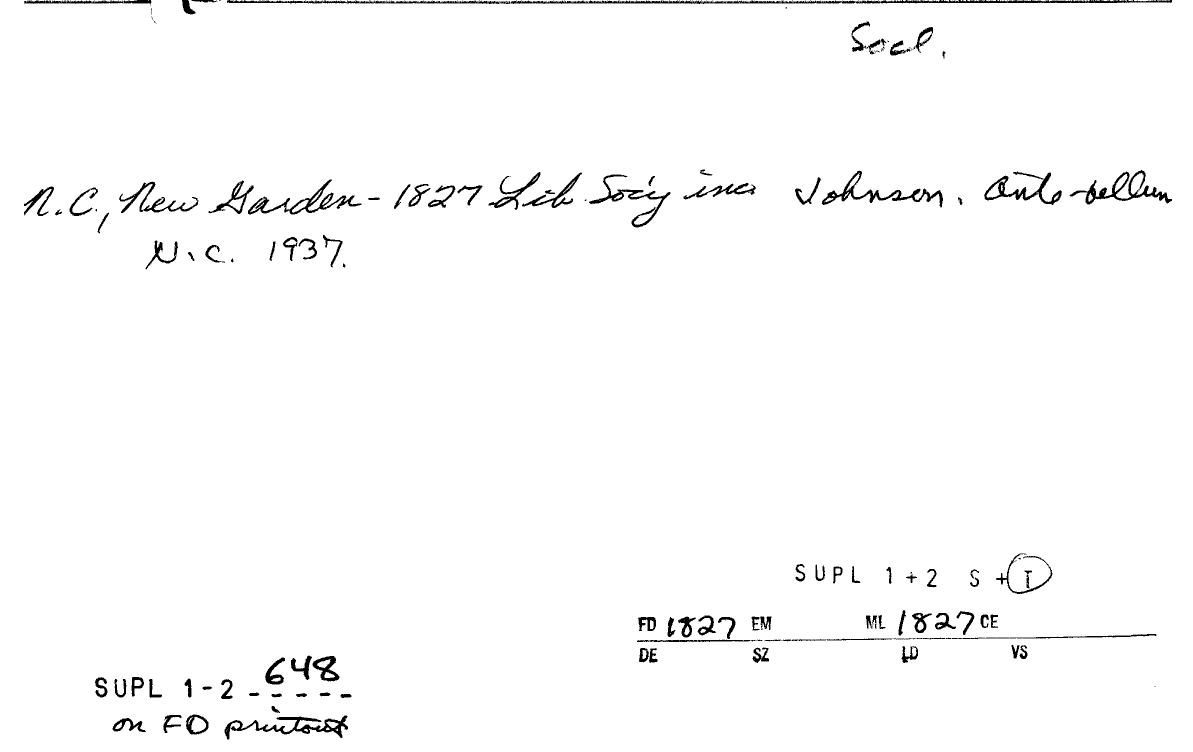 Socl.
N.C., New Garden - 1827 Lib Soc'y inc. Johnson. Ante-bellum
N.C. 1937.
SUPL 1+2 S + I
FD 1827 EM ML 1827 CE
DE SZ LD VS
SUPL 1-2 - 648 - -
on FD printout